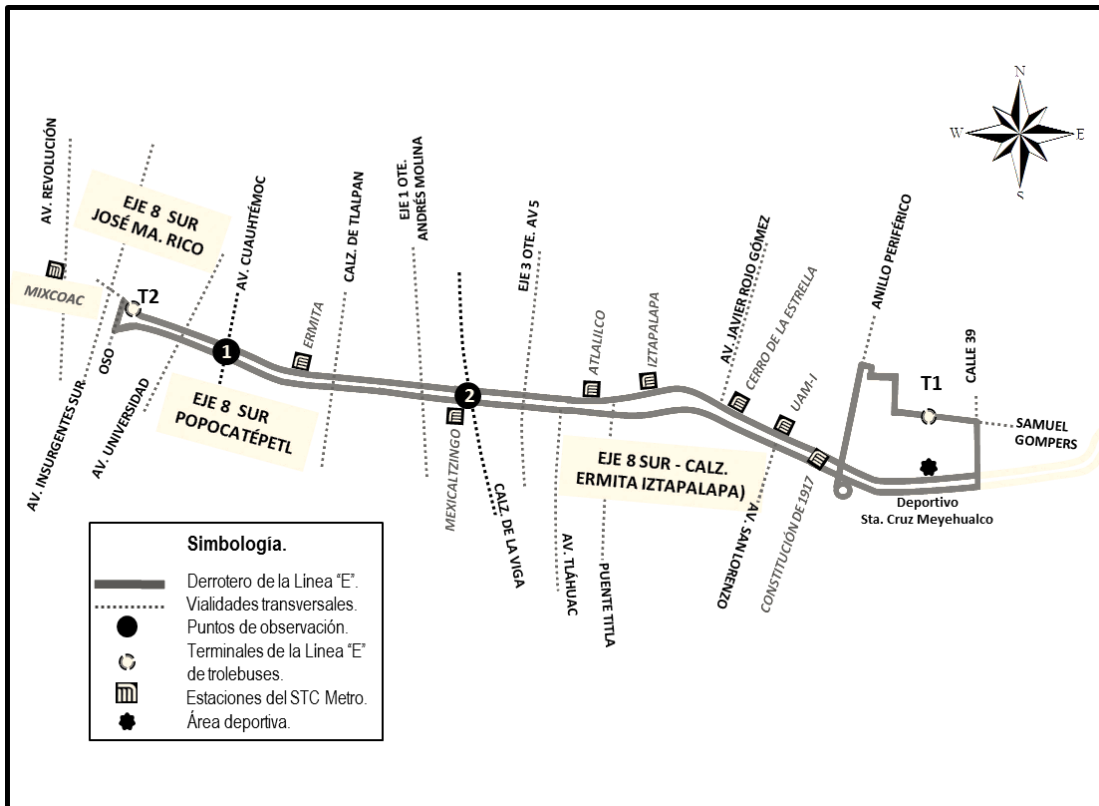 N
W
E
S
AV. REVOLUCIÓN
EJE 8 SUR
JOSÉ MA. RICO
AV. CUAUHTÉMOC
CALZ. DE TLALPAN
EJE 1 OTE.
ANDRÉS MOLINA
EJE 3 OTE. AV 5
AV. JAVIER ROJO GÓMEZ
CERRO DE LA ESTRELLA
ANILLO PERIFÉRICO
MIXCOAC
T2
ERMITA
ATLALILCO
IZTAPALAPA
UAM-I
CALLE 39
T1
OSO
1
2
SAMUEL
GOMPERS
AV. INSURGENTES SUR
AV. UNIVERSIDAD
EJE 8 SUR
POPOCATÉPETL
MEXICALTZINGO
CALZ. DE LA VIGA
EJE 8 SUR - CALZ.
ERMITA IZTAPALAPA)
AV. TLÁHUAC
PUENTE TITLA
AV. SAN LORENZO
CONSTITUCIÓN DE 1917
Deportivo
Sta. Cruz Meyehualco
Simbología.
Derrotero de la Línea "E".
Vialidades transversales.
Puntos de observación.
Terminales de la Línea "E"
de trolebuses.
Estaciones del STC Metro.
Área deportiva.